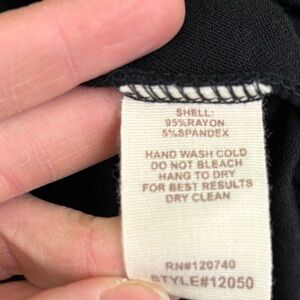 SHELL:
95%RAYON
5%SPANDEX
HAND WASH COLD
DO NOT BLEACH
HANG TO DRY
FOR BEST RESULTS
DRY CLEAN
RN#120740
STYLE#12050